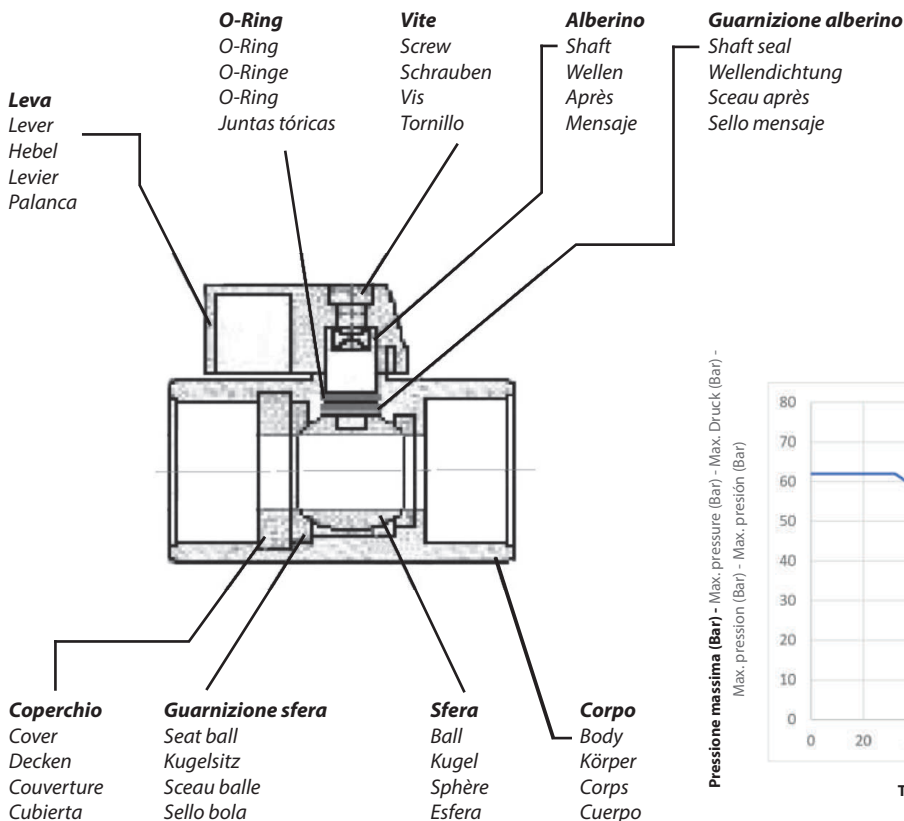 O-Ring
O-Ring
O-Ringe
O-Ring
Juntas tóricas
Vite
Screw
Schrauben
Vis
Tornillo
Alberino
Shaft
Wellen
Après
Mensaje
Guarnizione alberino
Shaft seal
Wellendichtung
Sceau après
Sello mensaje
Leva
Lever
Hebel
Levier
Palanca
Pressione massima (Bar) - Max. pressure (Bar) - Max. Druck (Bar) -
Max. pression (Bar) - Max. presión (Bar)
80
70
60
50
40
30
20
10
0
0 20
T
Coperchio
Cover
Decken
Couverture
Cubierta
Guarnizione sfera
Seat ball
Kugelsitz
Sceau balle
Sello bola
Sfera
Ball
Kugel
Sphère
Esfera
Corpo
Body
Körper
Corps
Cuerpo